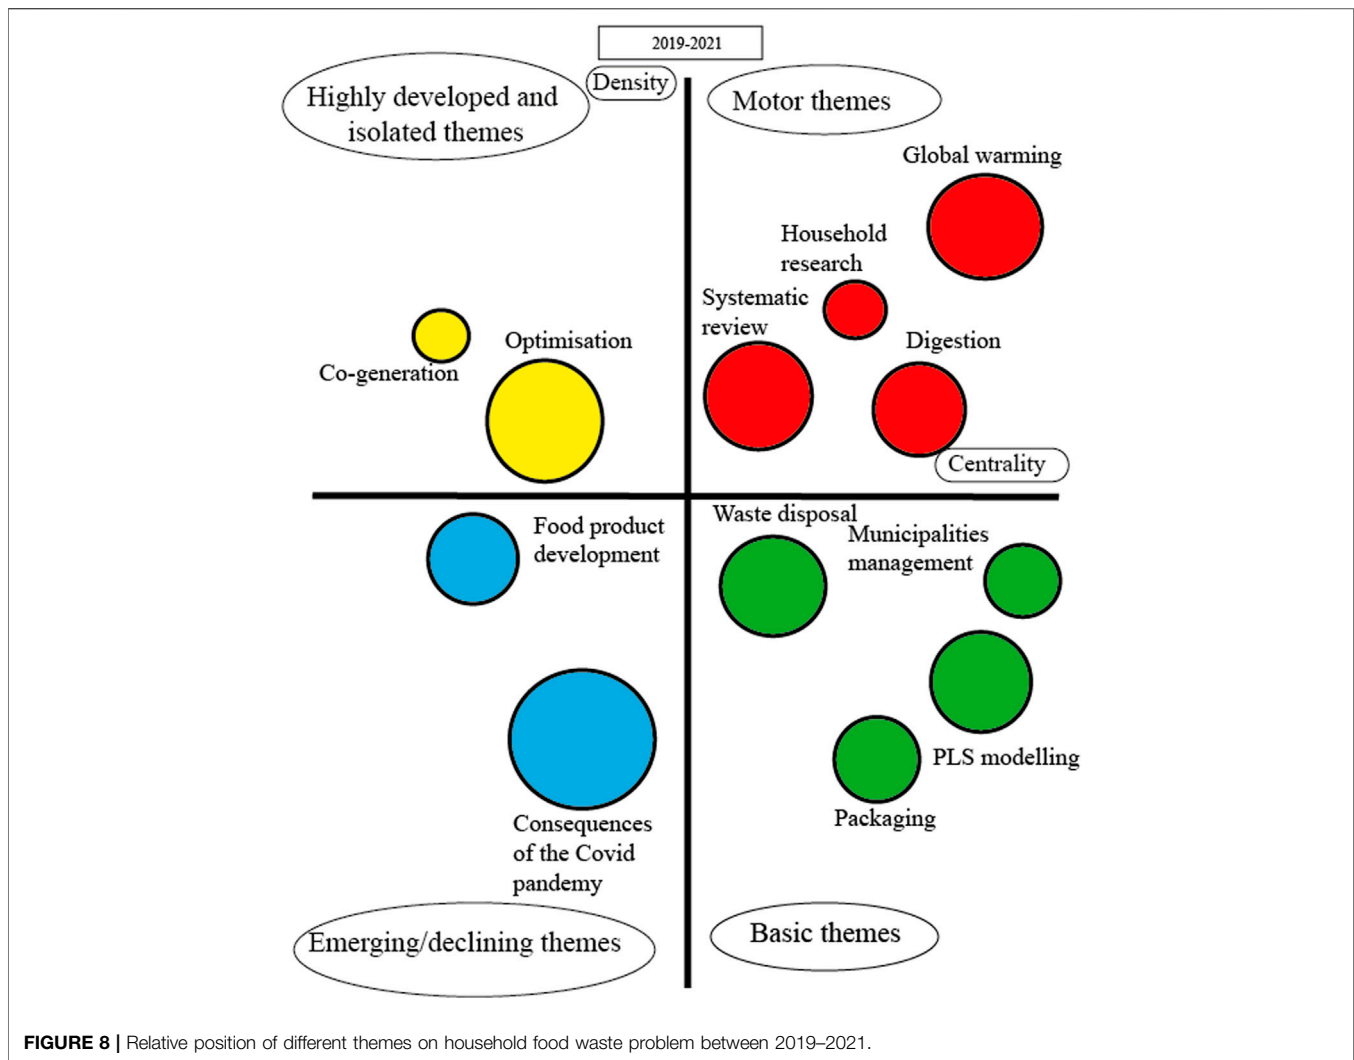 2019-2021
Density
Highly developed and
isolated themes
Motor themes
Global warming
Household
research
Systematic
review
Digestion
Optimisation
Co-generation
Centrality
Food product
development
Waste disposal
Municipalities
management
PLS modelling
Packaging
Consequences
of the Covid
pandemy
Emerging/declining themes
Basic themes
FIGURE 8 | Relative position of different themes on household food waste problem between 2019–2021.